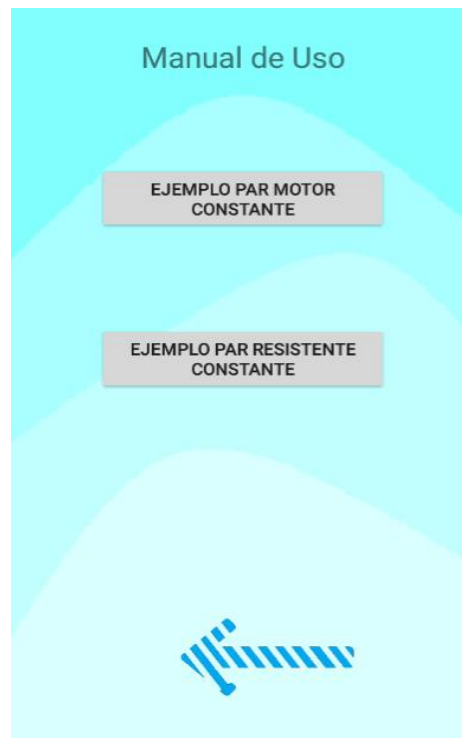 Manual de Uso
EJEMPLO PAR MOTOR
CONSTANTE
EJEMPLO PAR RESISTENTE
CONSTANTE